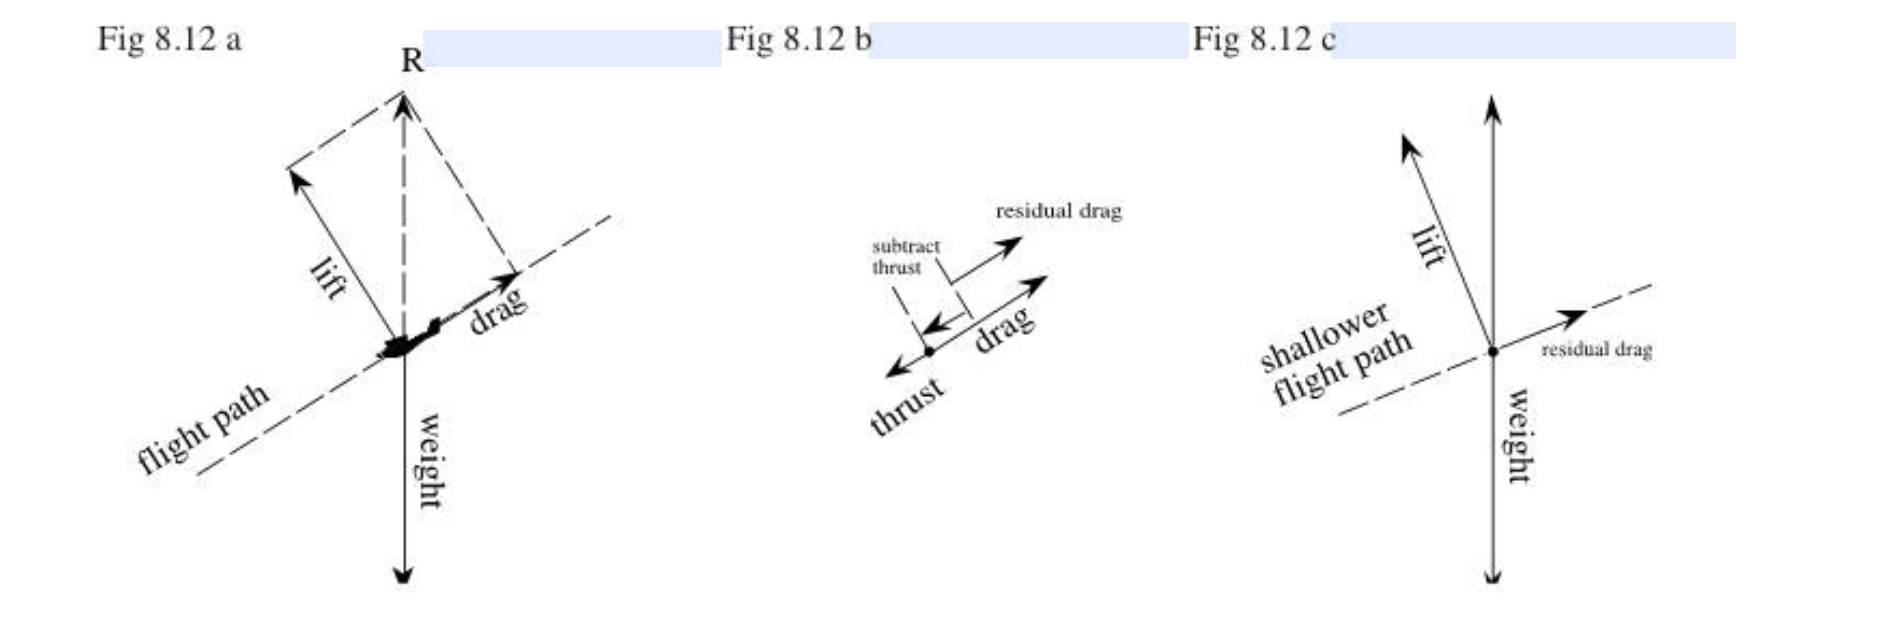 Fig 8.12 a
R
lift
drag
flight path
weight
Fig 8.12 b
residual drag
subtract
thrust
drag
thrust
Fig 8.12 c
lift
shallower
flight path
residual drag
weight